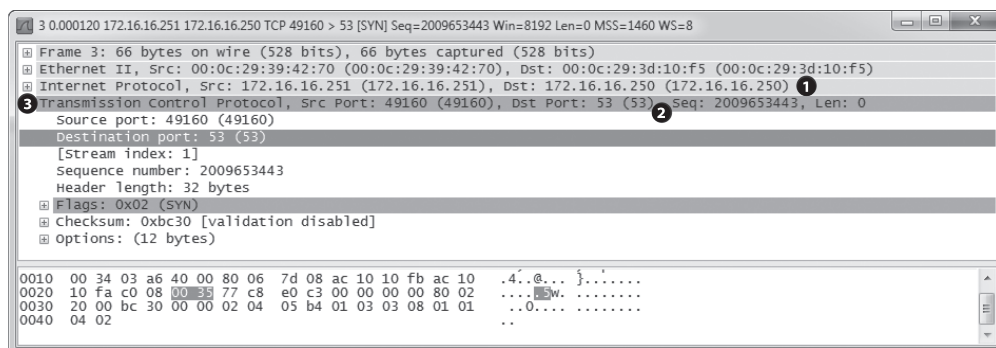 3 0.000120 172.16.16.251 172.16.16.250 TCP 49160 > 53 [SYN] Seq=2009653443 Win=8192 Len=0 MSS=1460 WS=8
Frame 3: 66 bytes on wire (528 bits), 66 bytes captured (528 bits)
Ethernet II, Src: 00:0c:29:39:42:70 (00:0c:29:39:42:70), Dst: 00:0c:29:3d:10:f5 (00:0c:29:3d:10:f5)
Internet Protocol, Src: 172.16.16.251 (172.16.16.251), Dst: 172.16.16.250 (172.16.16.250) 1
3 Transmission Control Protocol, Src Port: 49160 (49160), Dst Port: 53 (53), Seq: 2009653443, Len: 0
2
Source port: 49160 (49160)
Destination port: 53 (53)
[Stream index: 1]
Sequence number: 2009653443
Header length: 32 bytes
Flags: 0x02 (SYN)
Checksum: 0xbc30 [validation disabled]
Options: (12 bytes)
0010 00 34 03 a6 40 00 80 06 7d 08 ac 10 10 fb ac 10 .4..@... }.......
0020 10 fa c0 08 00 35 77 c8 e0 c3 00 00 00 00 80 02 .....5w. ........
0030 20 00 bc 30 00 00 02 04 05 b4 01 03 03 08 01 01 ..0.... ........
0040 04 02 ..